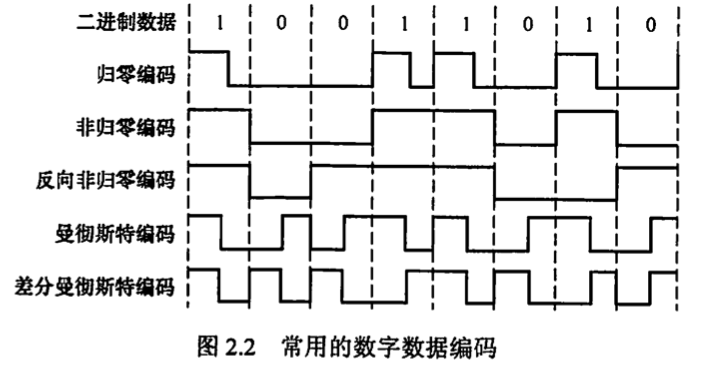 二进制数据 1 0 0 1 1 0 1 0
归零编码
非归零编码
反向非归零编码
曼彻斯特编码
差分曼彻斯特编码
图 2.2 常用的数字数据编码